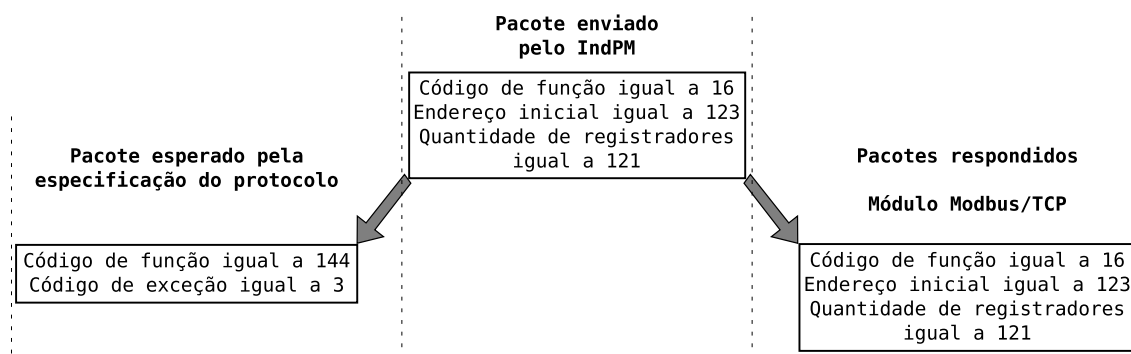 Pacote enviado
pelo IndPM
Código de função igual a 16
Endereço inicial igual a 123
Quantidade de registradores
igual a 121
Pacote esperado pela
especificação do protocolo
Código de função igual a 144
Código de exceção igual a 3
Pacotes respondidos
Módulo Modbus/TCP
Código de função igual a 16
Endereço inicial igual a 123
Quantidade de registradores
igual a 121